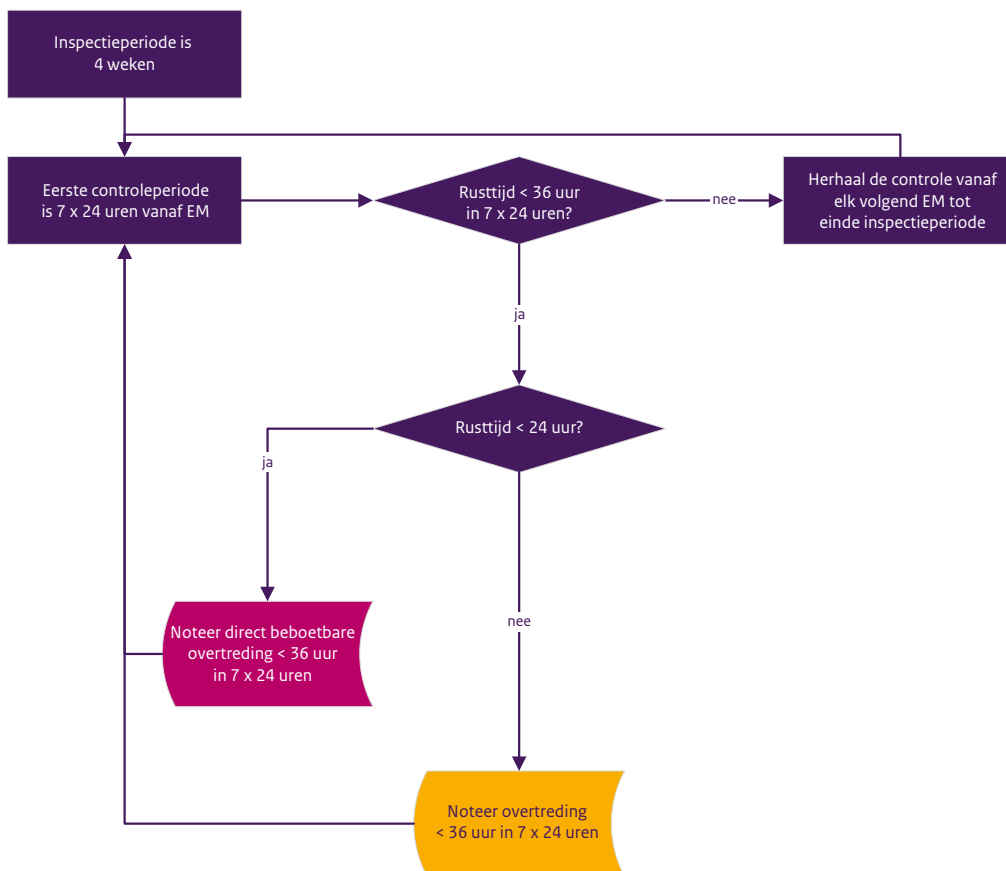 Inspectieperiode is
4 weken
Eerste controleperiode
is 7 x 24 uren vanaf EM
Rusttijd < 36 uur
in 7 x 24 uren?
nee
Herhaal de controle vanaf
elk volgend EM tot
einde inspectieperiode
ja
Rusttijd < 24 uur?
ja
nee
Noteer direct beboetbare
overtreding < 36 uur
in 7 x 24 uren
Noteer overtreding
< 36 uur in 7 x 24 uren